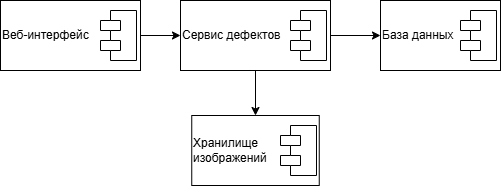 Веб-интерфейс
Сервис дефектов
База данных
Хранилище
изображений